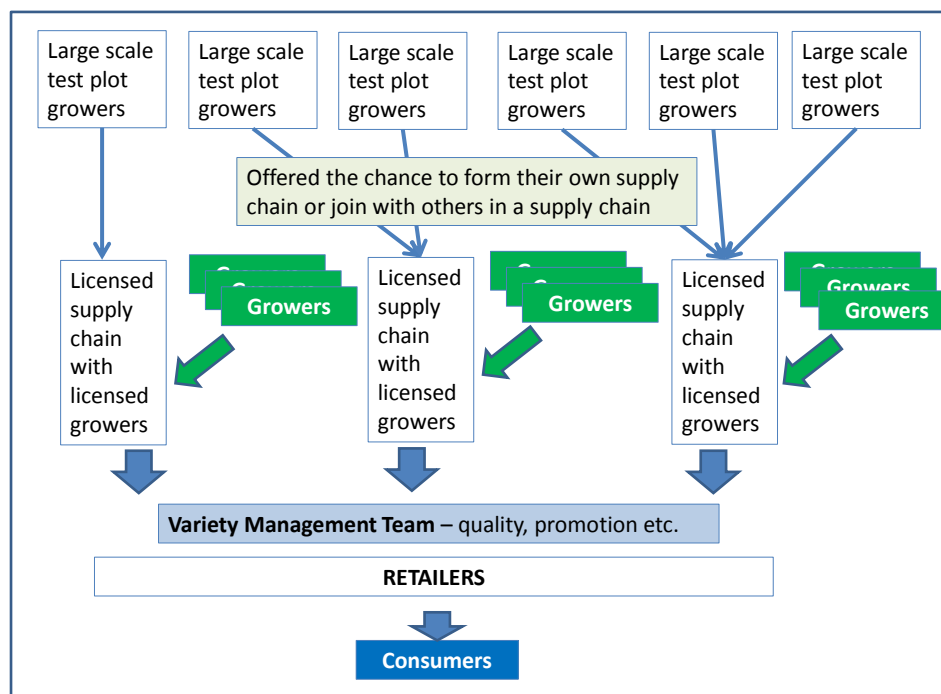 Large scale
test plot
growers
Large scale
test plot
growers
Large scale
test plot
growers
Large scale
test plot
growers
Large scale
test plot
growers
Large scale
test plot
growers
Offered the chance to form their own supply
chain or join with others in a supply chain
Licensed
supply
chain
with
licensed
growers
Growers
Licensed
supply
chain
with
licensed
growers
Growers
Licensed
supply
chain
with
licensed
growers
Growers
Growers
Variety Management Team – quality, promotion etc.
RETAILERS
Consumers